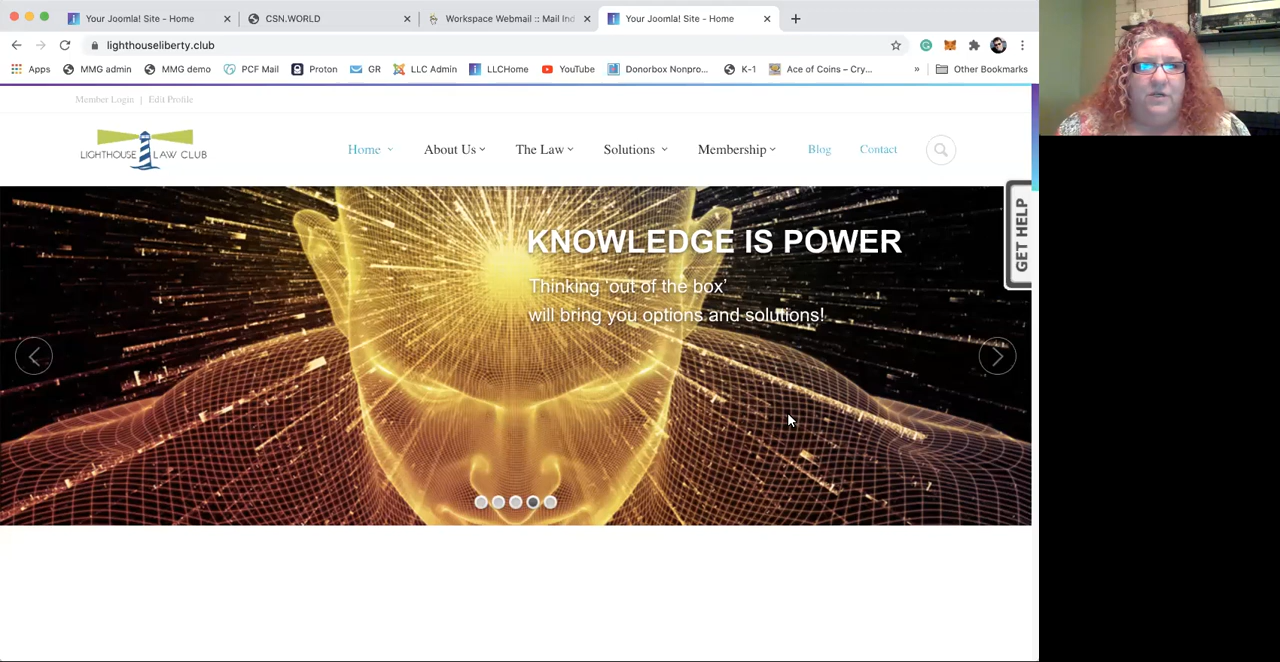 Your Joomla! Site - Home
CSN.WORLD
Workspace Webmail :: Mail Ind
Your Joomla! Site - Home
lighthouseliberty.club
Apps
MMG admin
MMG demo
PCF Mail
Proton
GR
LLC Admin
LLCHome
YouTube
Donorbox Nonpro...
K-1
Ace of Coins – Cry...
»
Other Bookmarks
Member Login | Edit Profile
LIGHTHOUSE LAW CLUB
Home
About Us
The Law
Solutions
Membership
Blog
Contact
GET HELP
KNOWLEDGE IS POWER
Thinking 'out of the box'
will bring you options and solutions!